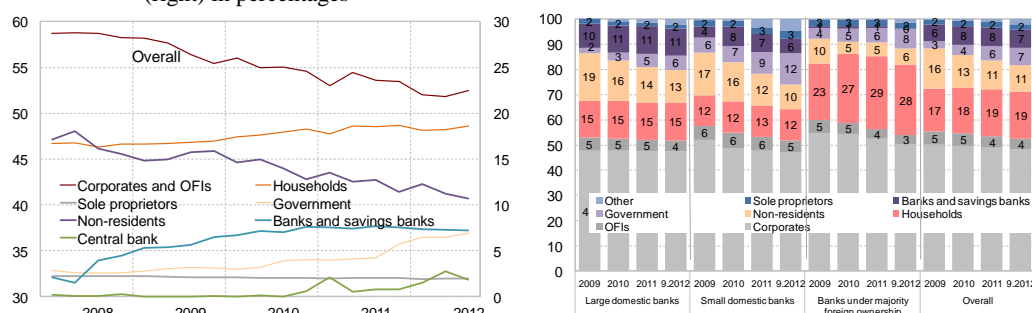 (right) in percentages
60
55
50
45
40
35
30
30
25
20
15
10
5
0
Overall
Corporates and OFIs
Households
Sole proprietors
Government
Non-residents
Banks and savings banks
Central bank
2008
2009
2010
2011
2012
100
90
80
70
60
50
40
30
20
10
0
2 2 2 2 2 2 3 3 3 3 3 3 2 2 2 2
10 11 11 11 4 8 7 6 4 5 6 8 6 8 8 7
2 3 5 6 6 7 9 12 3 4 6 7
19 16 14 13 17 16 12 10 10 5 5 6 16 13 11 11
15 15 15 15 12 12 13 12 23 27 29 28 17 18 19 19
5 5 5 4 6 6 5 5 5 5 4 3 5 5 4 4
4
Other
Sole proprietors
Banks and savings banks
Government
Non-residents
Households
OFIs
Corporates
2009 2010 2011 9.2012 2009 2010 2011 9.2012 2009 2010 2011 9.2012 2009 2010 2011 9.2012
Large domestic banks
Small domestic banks
Banks under majority
foreign ownership
Overall